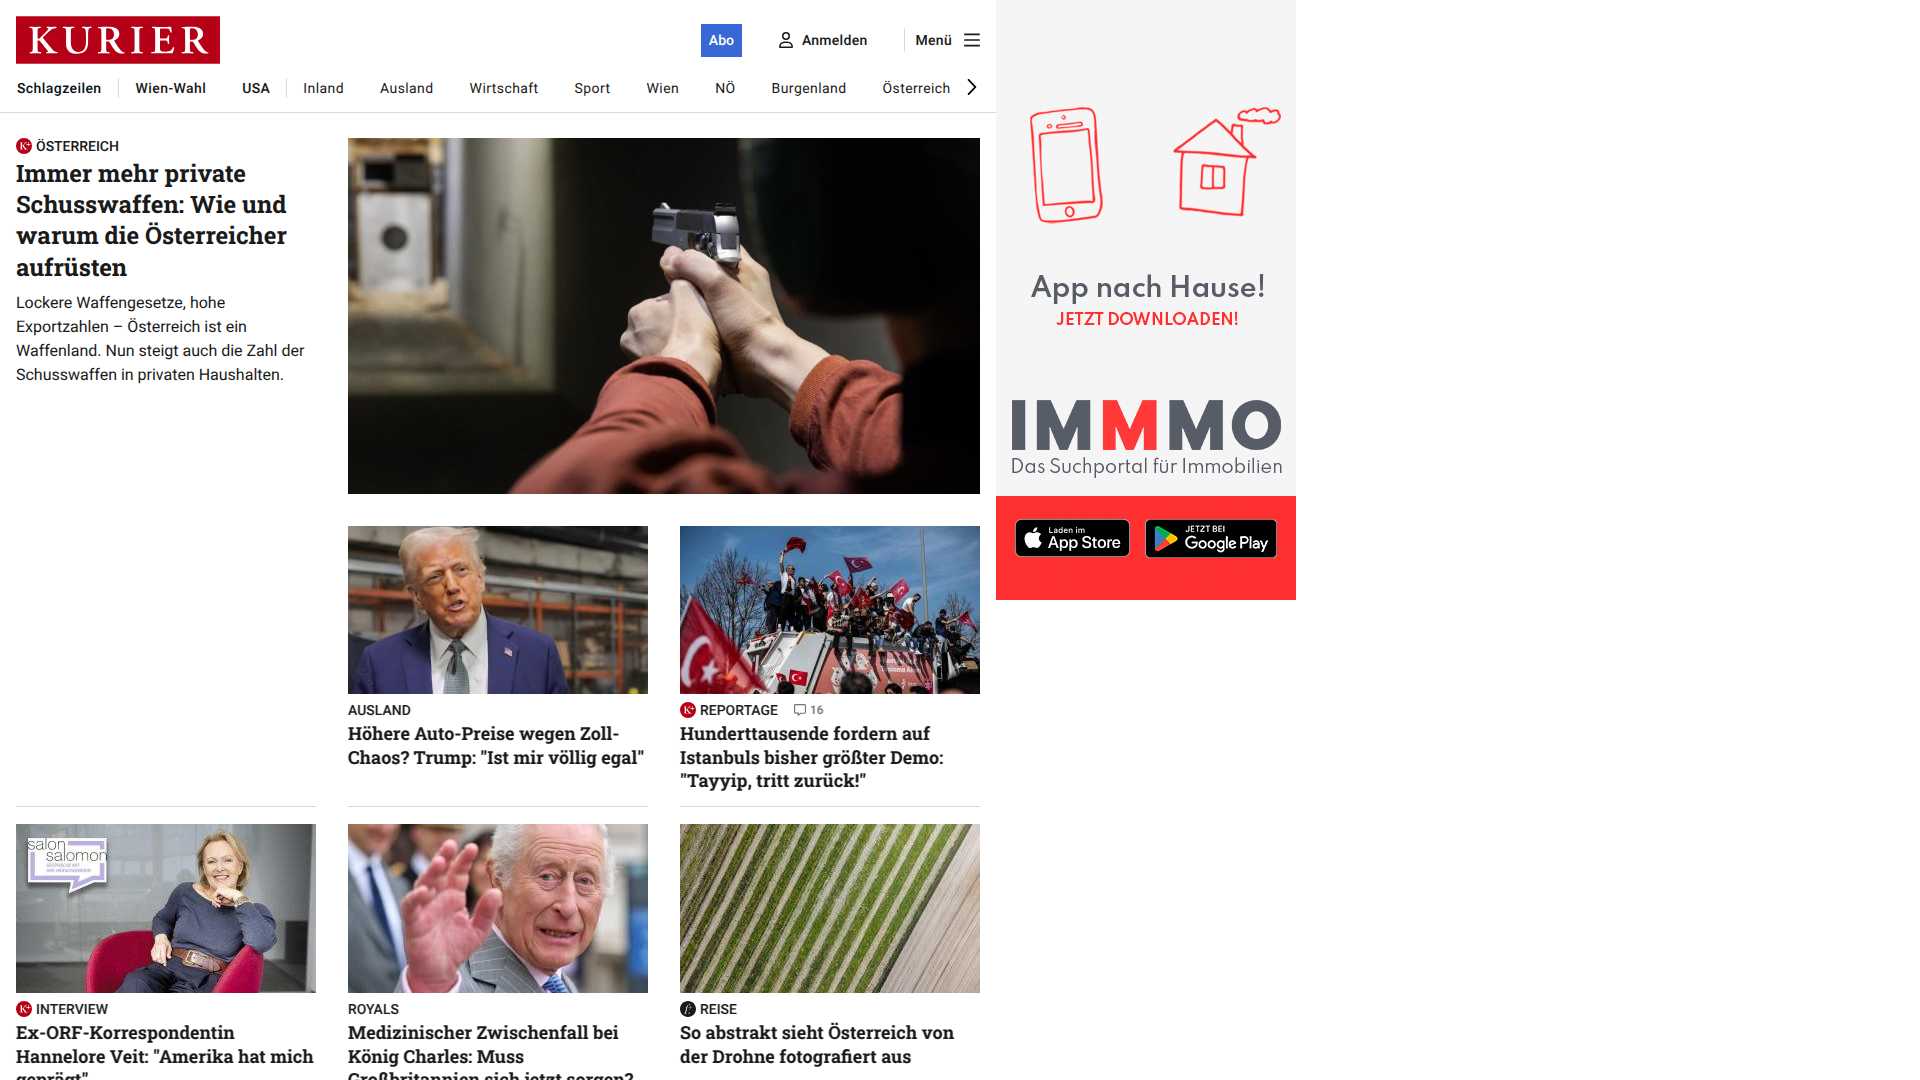 KURIER
Abo
Anmelden
Menü
Schlagzeilen
Wien-Wahl
USA
Inland
Ausland
Wirtschaft
Sport
Wien
NÖ
Burgenland
Österreich
ÖSTERREICH
Immer mehr private
Schusswaffen: Wie und
warum die Österreicher
aufrüsten
Lockere Waffengesetze, hohe
Exportzahlen – Österreich ist ein
Waffenland. Nun steigt auch die Zahl der
Schusswaffen in privaten Haushalten.
AUSLAND
Höhere Auto-Preise wegen Zoll-
Chaos? Trump: "Ist mir völlig egal"
REPORTAGE
16
Hunderttausende fordern auf
Istanbuls bisher größter Demo:
"Tayyip, tritt zurück!"
salon
salomon
INTERVIEW
Ex-ORF-Korrespondentin
Hannelore Veit: "Amerika hat mich
geprägt"
ROYALS
Medizinischer Zwischenfall bei
König Charles: Muss
Großbritannien sich jetzt sorgen?
REISE
So abstrakt sieht Österreich von
der Drohne fotografiert aus
App nach Hause!
JETZT DOWNLOADEN!
IMMMO
Das Suchportal für Immobilien
Laden im
App Store
JETZT BEI
Google Play